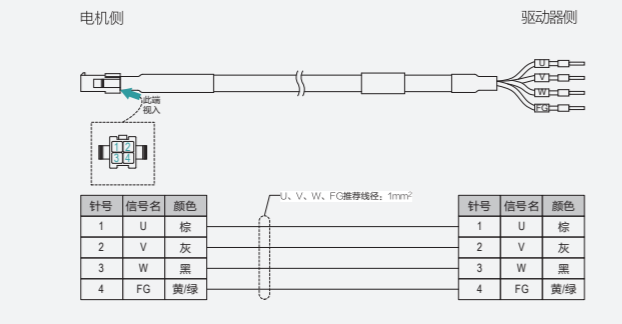 电机侧 驱动器侧
U
V
W
FG
此端
视入
1 2
3 4
U、V、W、FG推荐线径：1mm²
针号 信号名 颜色 针号 信号名 颜色
1 U 棕 1 U 棕
2 V 灰 2 V 灰
3 W 黑 3 W 黑
4 FG 黄/绿 4 FG 黄/绿